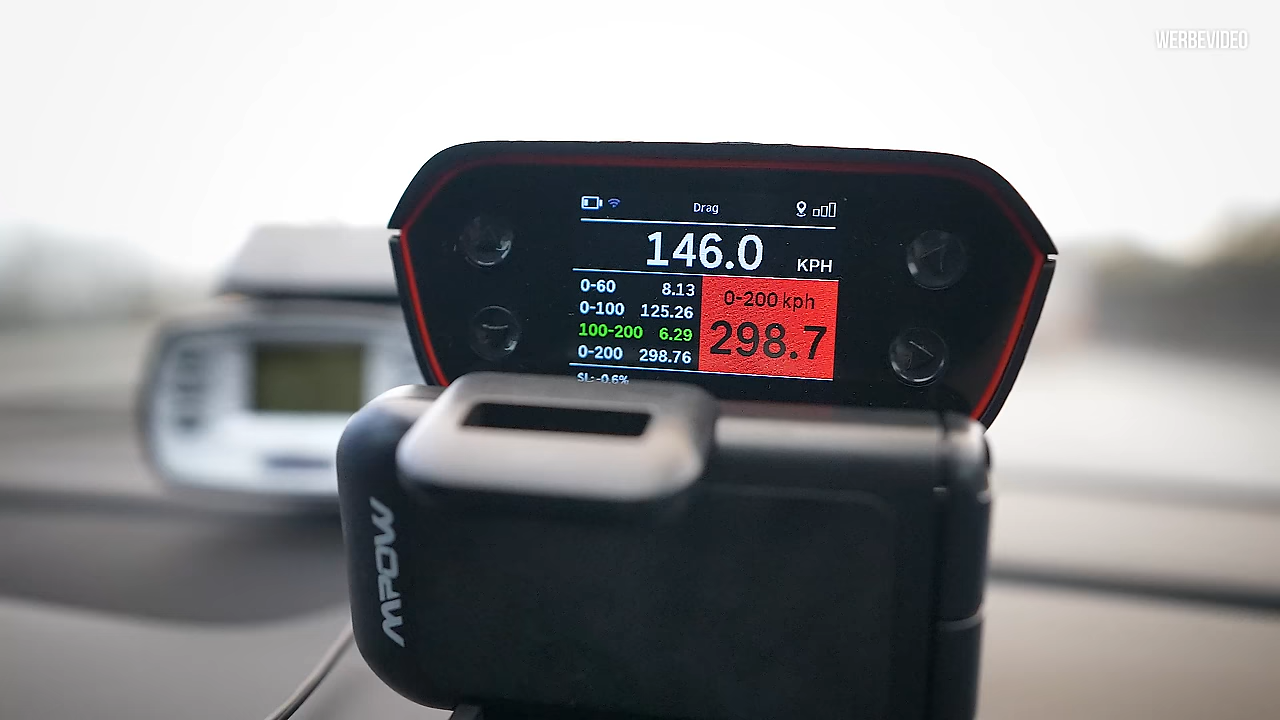 WERBEVIDEO
Drag
146.0 KPH
0-60 8.13
0-100 125.26
100-200 6.29
0-200 298.76
0-200 kph
298.7
SL: -0.6%
MPOW